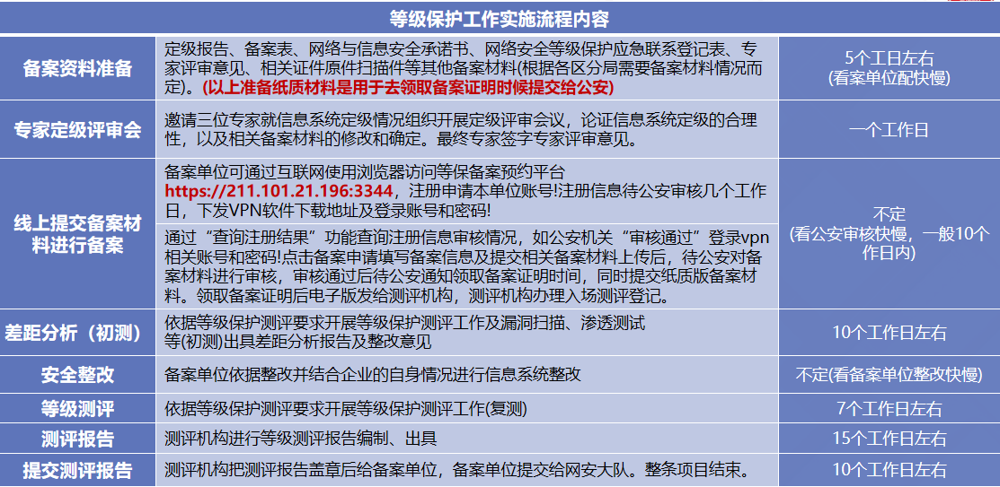 等级保护工作实施流程内容
备案资料准备
定级报告、备案表、网络与信息安全承诺书、网络安全等级保护应急联系登记表、专
家评审意见、相关证件原件扫描件等其他备案材料(根据各区分局需要备案材料情况而
定)。(以上准备纸质材料是用于去领取备案证明时候提交给公安)
5个工日左右
(看案单位配快慢)
专家定级评审会
邀请三位专家就信息系统定级情况组织开展定级评审会议，论证信息系统定级的合理
性，以及相关备案材料的修改和确定。最终专家签字专家评审意见。
一个工作日
线上提交备案材
料进行备案
备案单位可通过互联网使用浏览器访问等保备案预约平台
https://211.101.21.196:3344，注册申请本单位账号!注册信息待公安审核几个工作
日，下发VPN软件下载地址及登录账号和密码!
通过“查询注册结果”功能查询注册信息审核情况，如公安机关“审核通过”登录vpn
相关账号和密码!点击备案申请填写备案信息及提交相关备案材料上传后，待公安对备
案材料进行审核，审核通过后待公安通知领取备案证明时间，同时提交纸质版备案材
料。领取备案证明后电子版发给测评机构，测评机构办理入场测评登记。
不定
(看公安审核快慢，一般10个
作日内)
差距分析（初测）
依据等级保护测评要求开展等级保护测评工作及漏洞扫描、渗透测试
等(初测)出具差距分析报告及整改意见
10个工作日左右
安全整改
备案单位依据整改并结合企业的自身情况进行信息系统整改
不定(看备案单位整改快慢)
等级测评
依据等级保护测评要求开展等级保护测评工作(复测)
7个工作日左右
测评报告
测评机构进行等级测评报告编制、出具
15个工作日左右
提交测评报告
测评机构把测评报告盖章后给备案单位，备案单位提交给网安大队。整条项目结束。
10个工作日左右